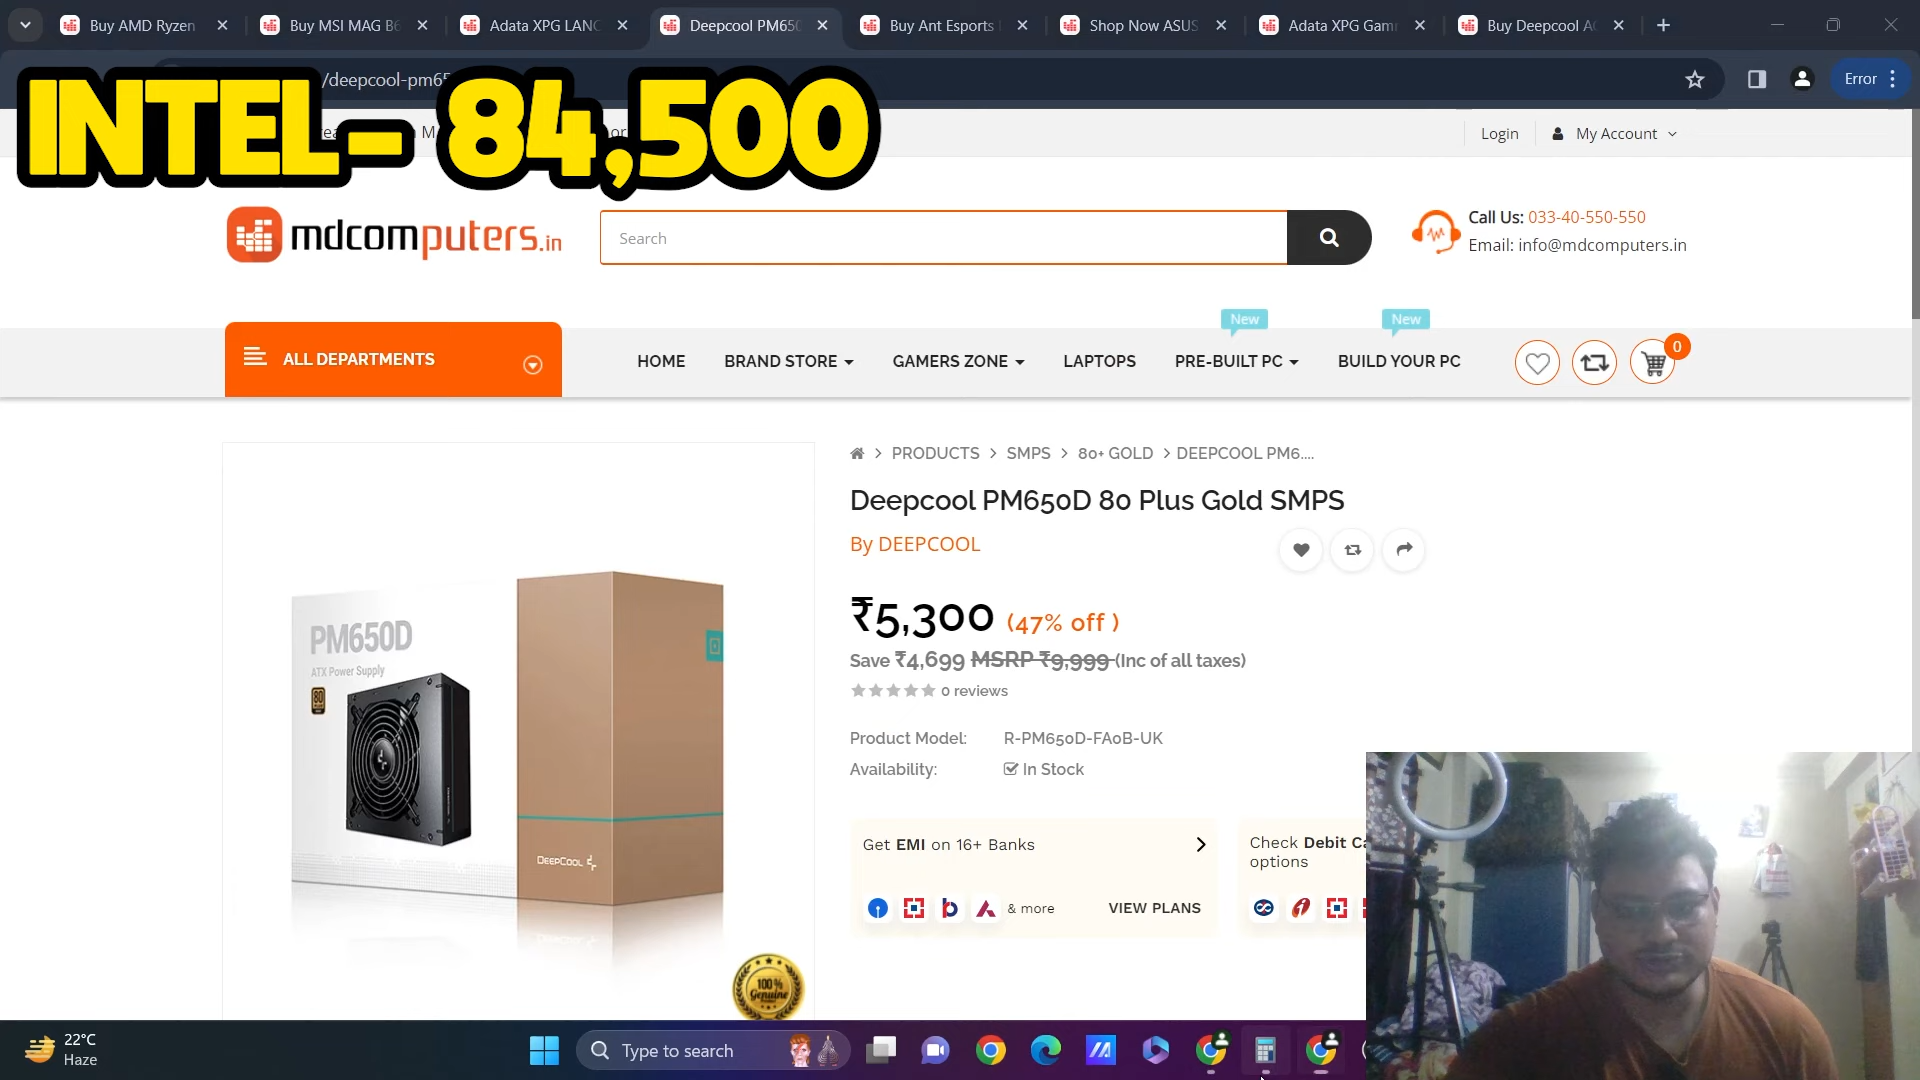 Buy AMD Ryzen
Buy MSI MAG B6
Adata XPG LANC
Deepcool PM650
Buy Ant Esports
Shop Now ASUS
Adata XPG Gam
Buy Deepcool A
/deepcool-pm65
Error
INTEL- 84,500
Login
My Account
mdcomputers.in
Search
Call Us: 033-40-550-550
Email: info@mdcomputers.in
New
New
ALL DEPARTMENTS
HOME
BRAND STORE
GAMERS ZONE
LAPTOPS
PRE-BUILT PC
BUILD YOUR PC
0
PRODUCTS > SMPS > 80+ GOLD > DEEPCOOL PM6....
Deepcool PM650D 80 Plus Gold SMPS
By DEEPCOOL
₹5,300 (47% off )
Save ₹4,699 MSRP ₹9,999 (Inc of all taxes)
0 reviews
Product Model: R-PM650D-FA0B-UK
Availability: In Stock
PM650D
ATX Power Supply
80
DEEPCOOL
100%
Genuine
Get EMI on 16+ Banks
& more
VIEW PLANS
Check Debit Ca
options
22°C
Haze
Type to search